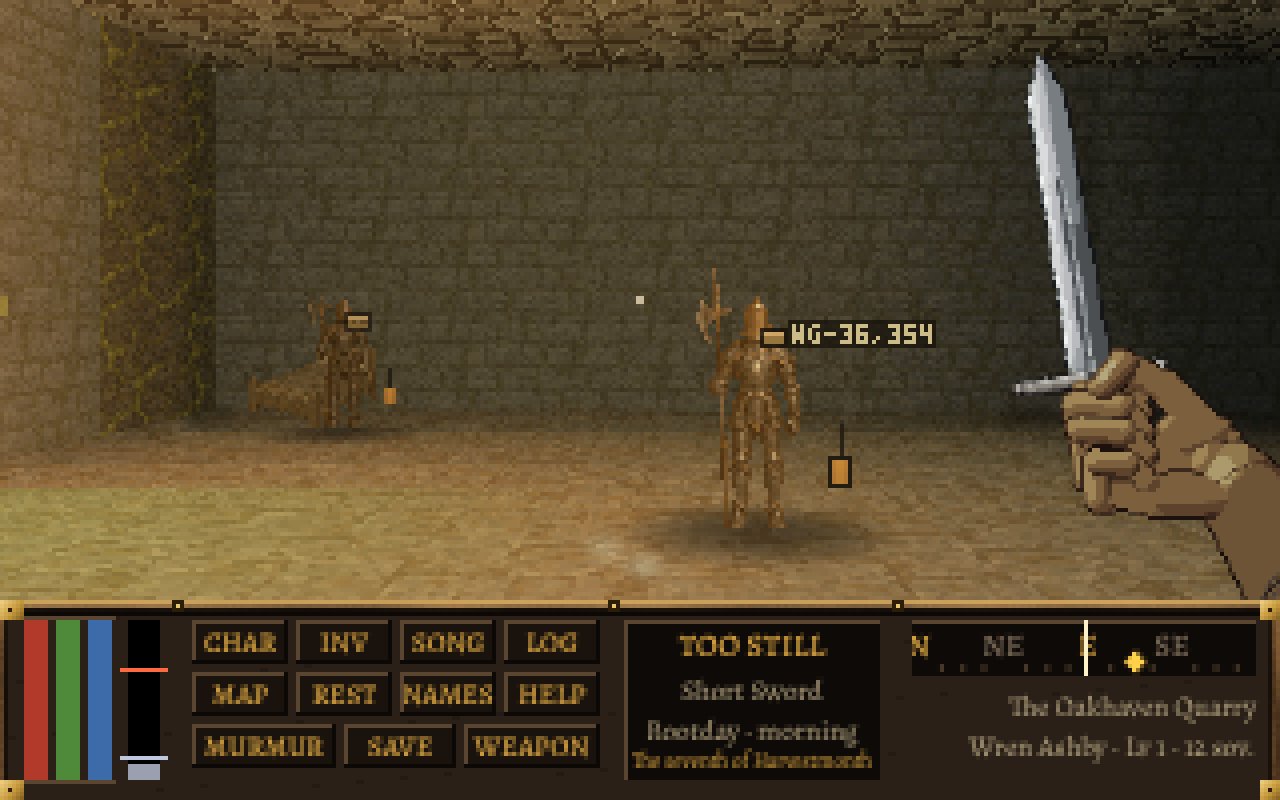 WG-36,354
CHAR INV SONG LOG
MAP REST NAMES HELP
MURMUR SAVE WEAPON
TOO STILL
Short Sword
Rootday - morning
The seventh of Harvestmonth
N NE E SE
The Oakhaven Quarry
Wren Ashby - Lv 1 - 12 sov.